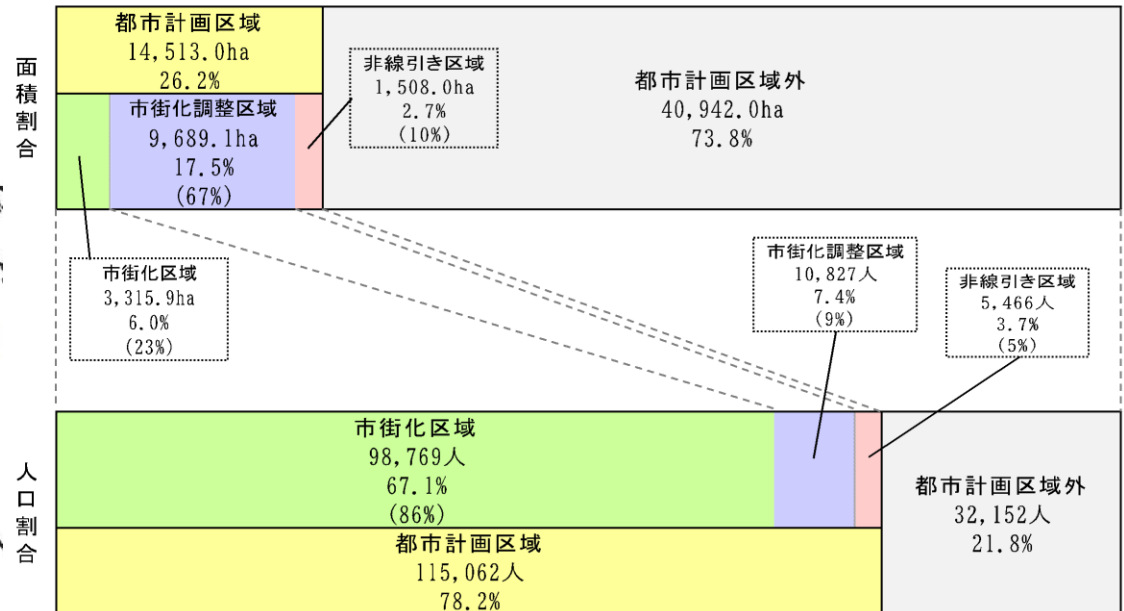 面積割合
都市計画区域
14,513.0ha
26.2%
市街化調整区域
9,689.1ha
17.5%
(67%)
非線引き区域
1,508.0ha
2.7%
(10%)
都市計画区域外
40,942.0ha
73.8%
市街化区域
3,315.9ha
6.0%
(23%)
市街化調整区域
10,827人
7.4%
(9%)
非線引き区域
5,466人
3.7%
(5%)
人口割合
市街化区域
98,769人
67.1%
(86%)
都市計画区域
115,062人
78.2%
都市計画区域外
32,152人
21.8%